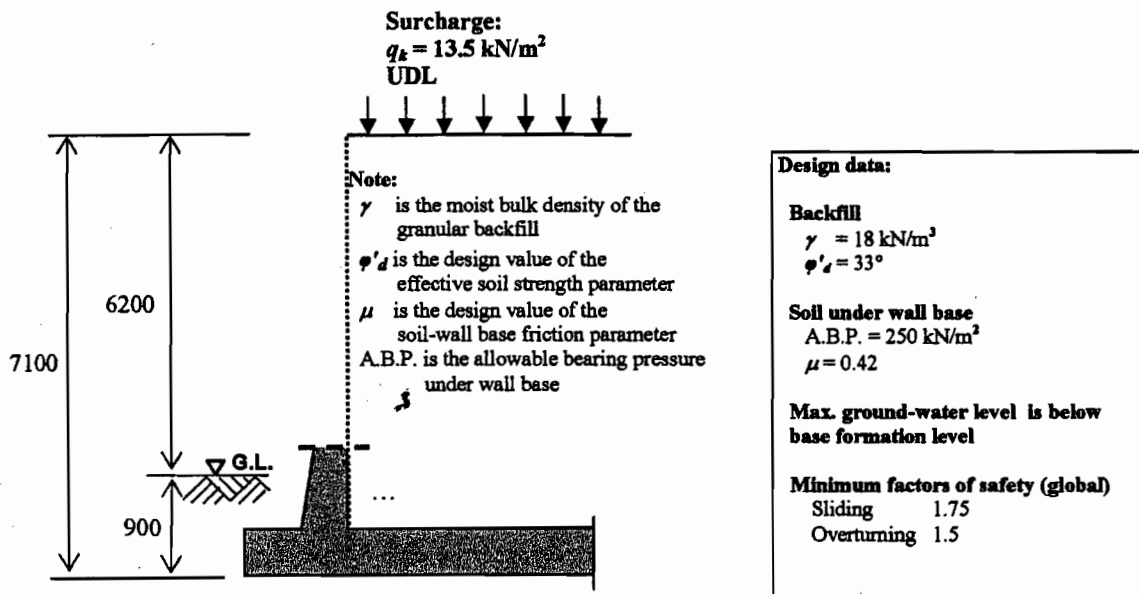 Surcharge:
qk = 13.5 kN/m²
UDL
Note:
γ is the moist bulk density of the
granular backfill
φ'd is the design value of the
effective soil strength parameter
μ is the design value of the
soil-wall base friction parameter
A.B.P. is the allowable bearing pressure
under wall base
6200
7100
G.L.
900
...
Design data:
Backfill
γ = 18 kN/m³
φ'd = 33°
Soil under wall base
A.B.P. = 250 kN/m²
μ = 0.42
Max. ground-water level is below
base formation level
Minimum factors of safety (global)
Sliding 1.75
Overturning 1.5